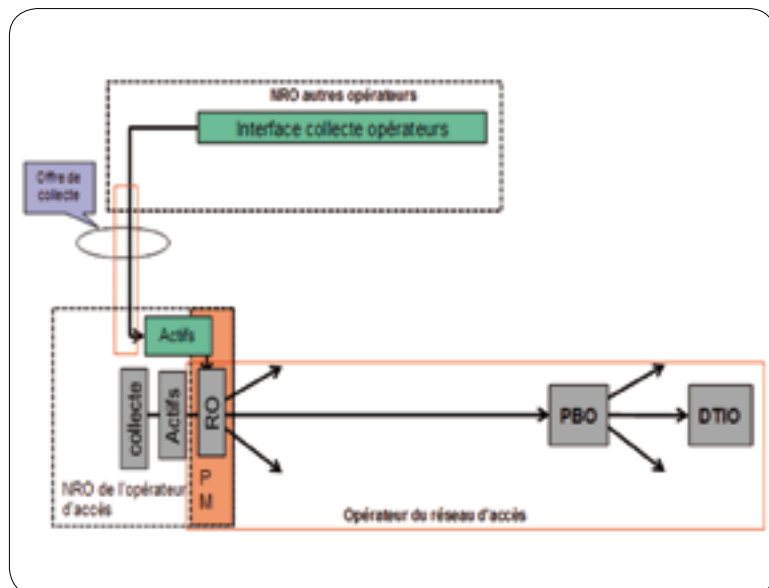 NRO autres opérateurs
Interface collecte opérateurs
Offre de
collecte
Actifs
collecte
Actifs
RO
PBO
DTIO
P
M
NRO de l'opérateur
d'accès
Opérateur du réseau d'accès